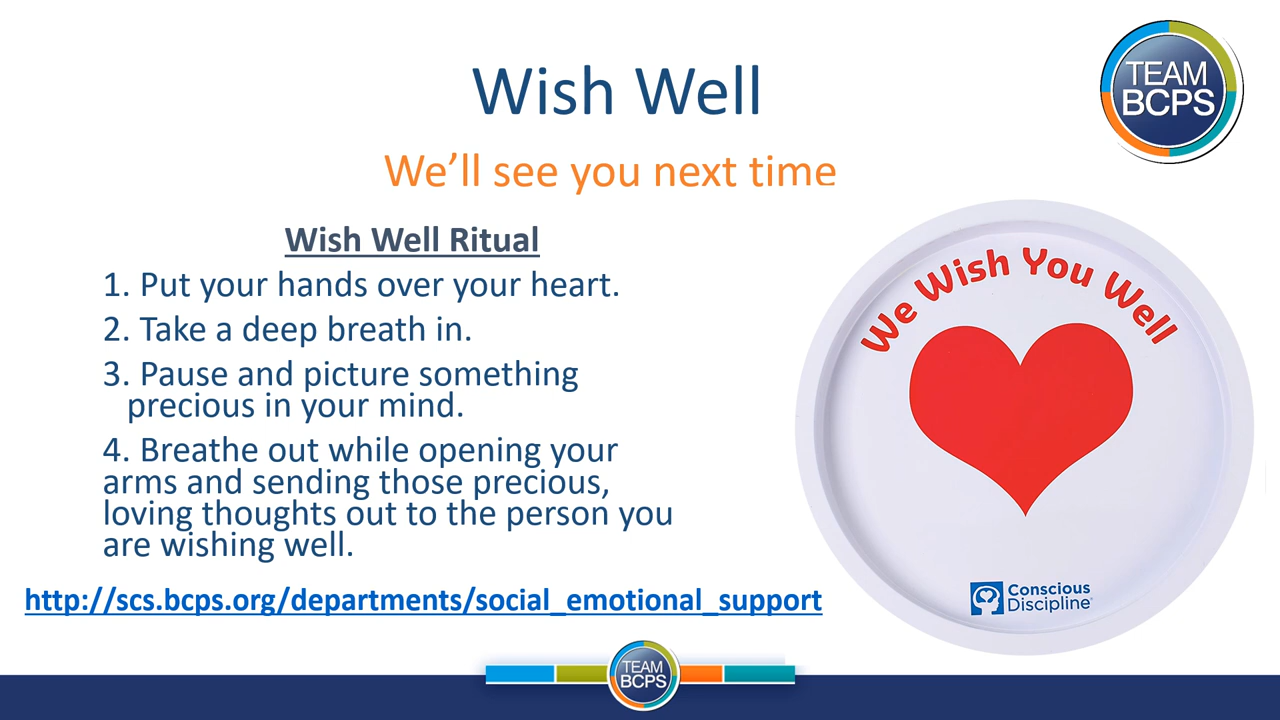 Wish Well
TEAM
BCPS
We'll see you next time
Wish Well Ritual
1. Put your hands over your heart.
2. Take a deep breath in.
3. Pause and picture something
precious in your mind.
4. Breathe out while opening your
arms and sending those precious,
loving thoughts out to the person you
are wishing well.
http://scs.bcps.org/departments/social_emotional_support
We Wish You Well
Conscious
Discipline
TEAM
BCPS